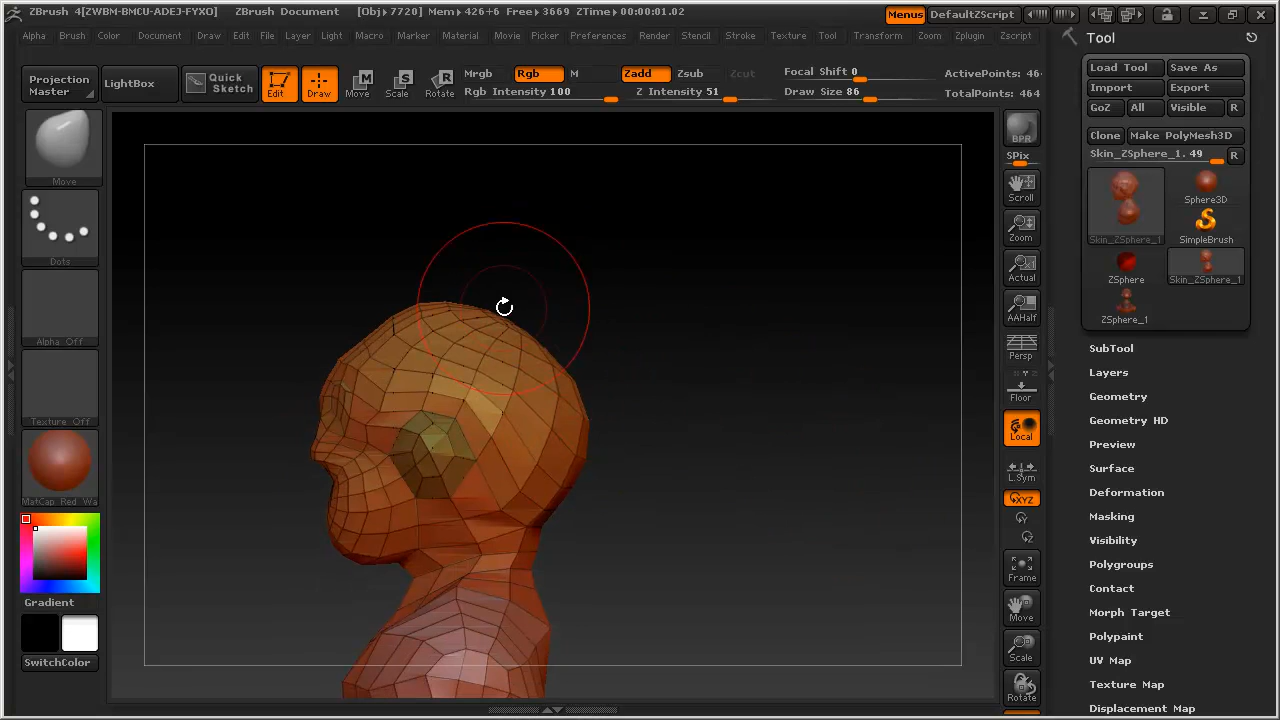 ZBrush 4[ZWBM-BMCU-ADEJ-FYXO] ZBrush Document [Obj▸7720] Mem▸426+6 Free▸3669 ZTime▸00:00:01.02 Menus DefaultZScript
Alpha Brush Color Document Draw Edit File Layer Light Macro Marker Material Movie Picker Preferences Render Stencil Stroke Texture Tool Transform Zoom Zplugin Zscript
Tool
Projection Master
LightBox
Quick Sketch
Edit
Draw
Move
Scale
Rotate
Mrgb Rgb M Zadd Zsub Zcut
Rgb Intensity 100 Z Intensity 51
Focal Shift 0
Draw Size 86
ActivePoints: 46
TotalPoints: 464
Load Tool Save As
Import Export
GoZ All Visible R
Clone Make PolyMesh3D
Skin_ZSphere_1. 49 R
Skin_ZSphere_1
Sphere3D
SimpleBrush
ZSphere
Skin_ZSphere_1
ZSphere_1
SubTool
Layers
Geometry
Geometry HD
Preview
Surface
Deformation
Masking
Visibility
Polygroups
Contact
Morph Target
Polypaint
UV Map
Texture Map
Displacement Map
Move
Dots
Alpha Off
Texture Off
MatCap Red Wa
Gradient
SwitchColor
BPR
SPix
Scroll
Zoom
Actual
AAHalf
Persp
Floor
Local
L.Sym
XYZ
Y
Z
Frame
Move
Scale
Rotate